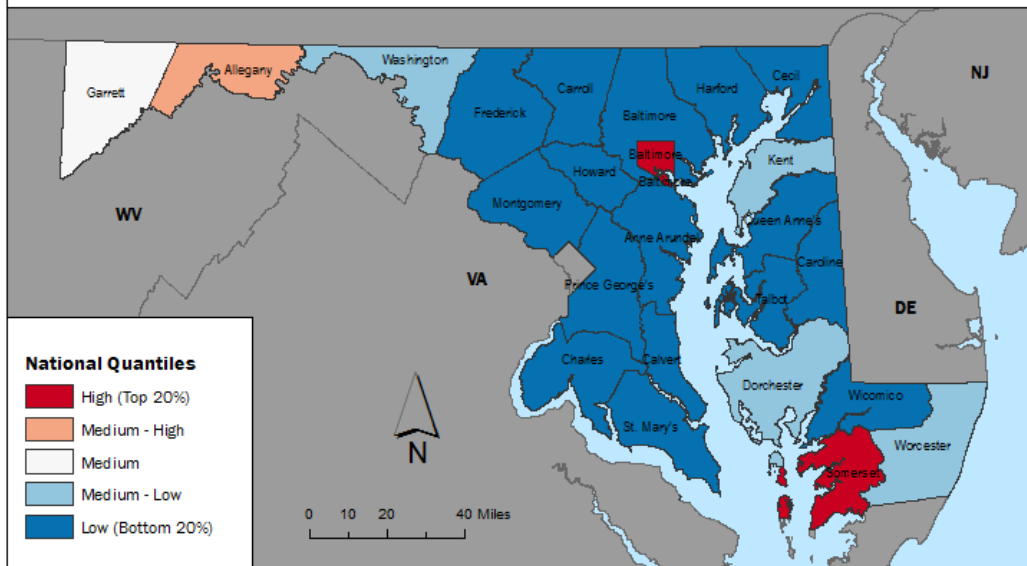 Garrett
Allegany
Washington
Frederick
Carroll
Baltimore
Harford
Cecil
NJ
Baltimore
Baltimore
Howard
Kent
Montgomery
WV
Queen Anne's
Anne Arundel
VA
Prince George's
Caroline
Talbot
DE
Charles
Calvert
Dorchester
Wicomico
St. Mary's
Worcester
Somerset
National Quantiles
High (Top 20%)
Medium - High
Medium
Medium - Low
Low (Bottom 20%)
N
0 10 20 40 Miles